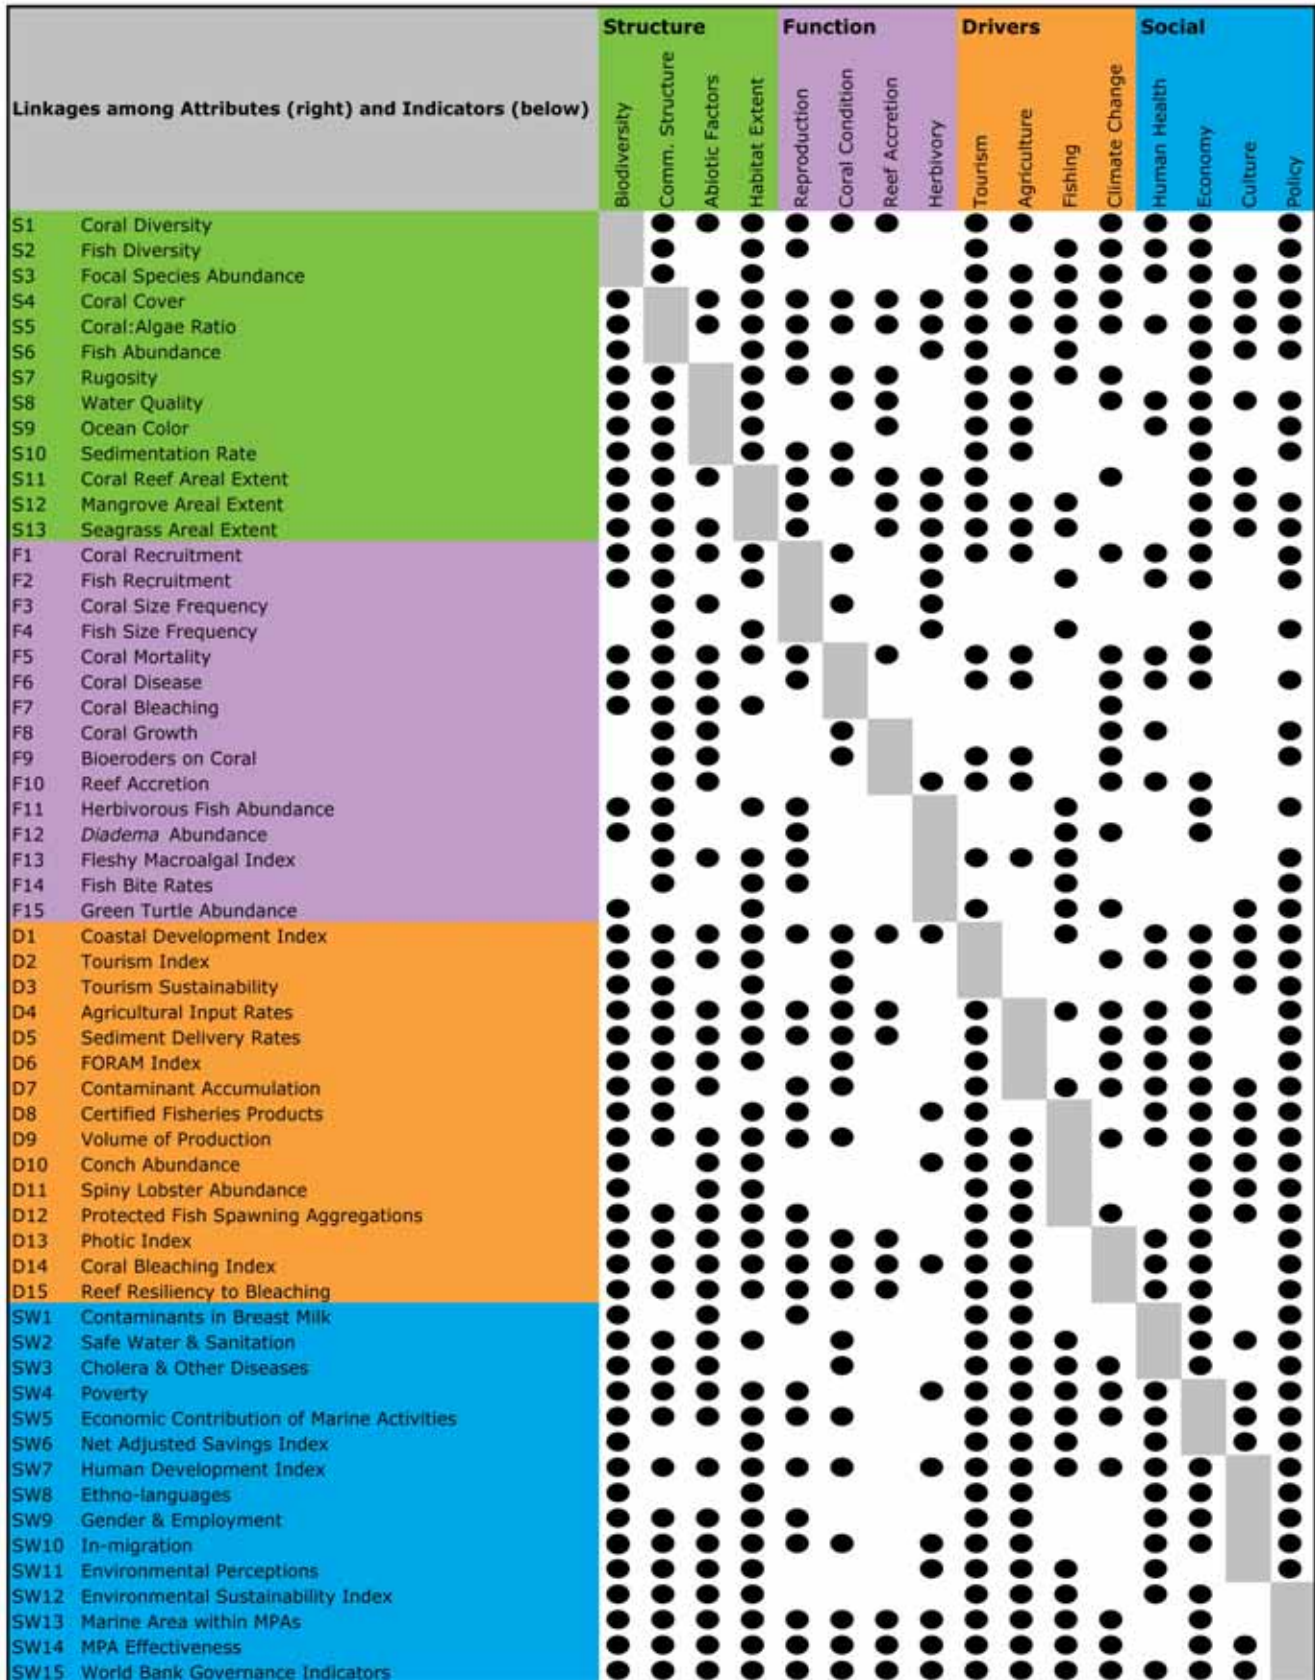 Structure Function Drivers Social
Linkages among Attributes (right) and Indicators (below)
Biodiversity
Comm. Structure
Abiotic Factors
Habitat Extent
Reproduction
Coral Condition
Reef Accretion
Herbivory
Tourism
Agriculture
Fishing
Climate Change
Human Health
Economy
Culture
Policy
S1 Coral Diversity
S2 Fish Diversity
S3 Focal Species Abundance
S4 Coral Cover
S5 Coral:Algae Ratio
S6 Fish Abundance
S7 Rugosity
S8 Water Quality
S9 Ocean Color
S10 Sedimentation Rate
S11 Coral Reef Areal Extent
S12 Mangrove Areal Extent
S13 Seagrass Areal Extent
F1 Coral Recruitment
F2 Fish Recruitment
F3 Coral Size Frequency
F4 Fish Size Frequency
F5 Coral Mortality
F6 Coral Disease
F7 Coral Bleaching
F8 Coral Growth
F9 Bioeroders on Coral
F10 Reef Accretion
F11 Herbivorous Fish Abundance
F12 Diadema Abundance
F13 Fleshy Macroalgal Index
F14 Fish Bite Rates
F15 Green Turtle Abundance
D1 Coastal Development Index
D2 Tourism Index
D3 Tourism Sustainability
D4 Agricultural Input Rates
D5 Sediment Delivery Rates
D6 FORAM Index
D7 Contaminant Accumulation
D8 Certified Fisheries Products
D9 Volume of Production
D10 Conch Abundance
D11 Spiny Lobster Abundance
D12 Protected Fish Spawning Aggregations
D13 Photic Index
D14 Coral Bleaching Index
D15 Reef Resiliency to Bleaching
SW1 Contaminants in Breast Milk
SW2 Safe Water & Sanitation
SW3 Cholera & Other Diseases
SW4 Poverty
SW5 Economic Contribution of Marine Activities
SW6 Net Adjusted Savings Index
SW7 Human Development Index
SW8 Ethno-languages
SW9 Gender & Employment
SW10 In-migration
SW11 Environmental Perceptions
SW12 Environmental Sustainability Index
SW13 Marine Area within MPAs
SW14 MPA Effectiveness
SW15 World Bank Governance Indicators